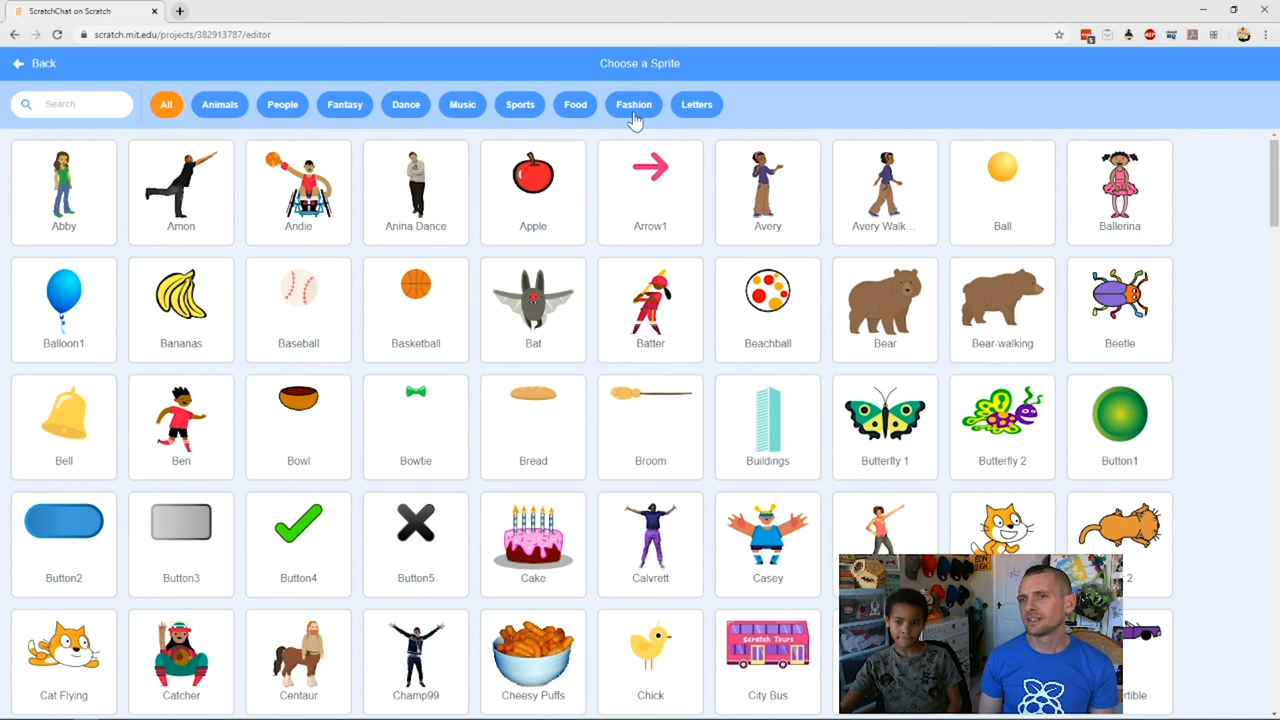 ScratchChat on Scratch
scratch.mit.edu/projects/382913787/editor
Back
Choose a Sprite
Search
All
Animals
People
Fantasy
Dance
Music
Sports
Food
Fashion
Letters
Abby
Amon
Andie
Anina Dance
Apple
Arrow1
Avery
Avery Walk...
Ball
Ballerina
Balloon1
Bananas
Baseball
Basketball
Bat
Batter
Beachball
Bear
Bear-walking
Beetle
Bell
Ben
Bowl
Bowtie
Bread
Broom
Buildings
Butterfly 1
Butterfly 2
Button1
Button2
Button3
Button4
Button5
Cake
Calvrett
Casey
2
Scratch Tours
Cat Flying
Catcher
Centaur
Champ99
Cheesy Puffs
Chick
City Bus
rtible